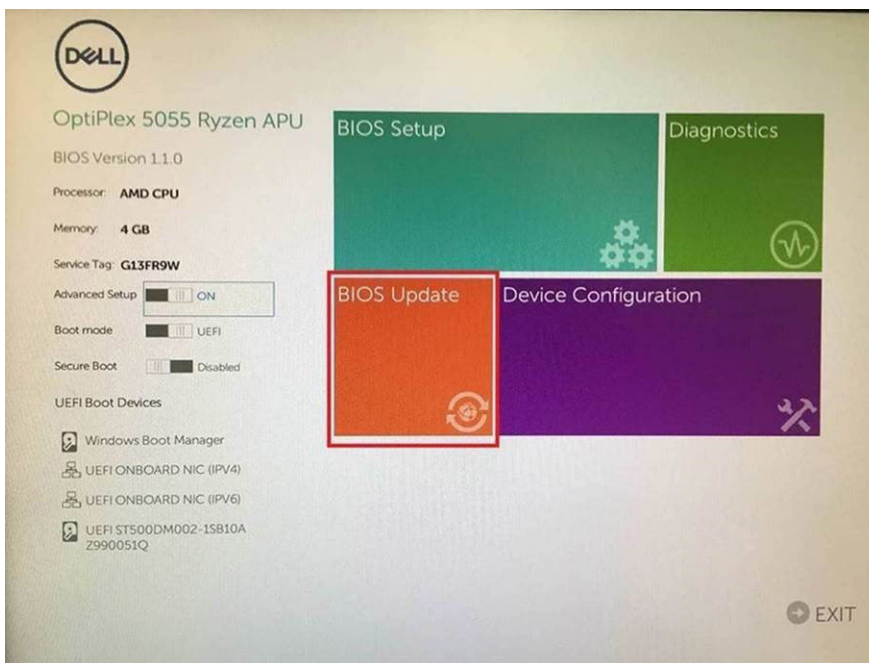 DELL
OptiPlex 5055 Ryzen APU
BIOS Version 1.1.0
Processor: AMD CPU
Memory: 4 GB
Service Tag: G13FR9W
Advanced Setup ON
Boot mode UEFI
Secure Boot Disabled
UEFI Boot Devices
Windows Boot Manager
UEFI ONBOARD NIC (IPV4)
UEFI ONBOARD NIC (IPV6)
UEFI ST500DM002-1SB10A
Z990051Q
BIOS Setup
Diagnostics
BIOS Update
Device Configuration
EXIT